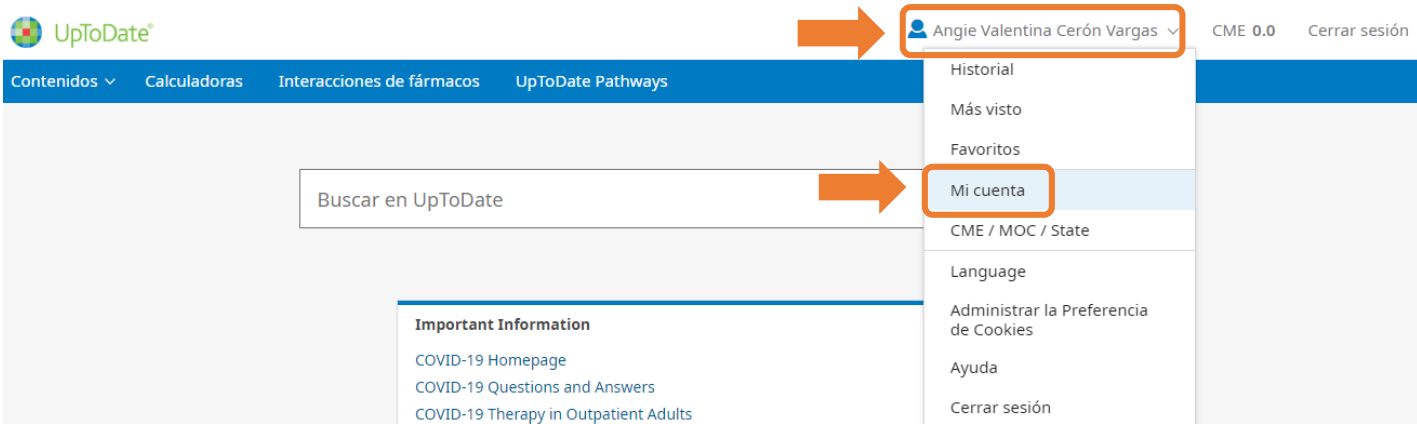 UpToDate®
Angie Valentina Cerón Vargas
CME 0.0
Cerrar sesión
Contenidos
Calculadoras
Interacciones de fármacos
UpToDate Pathways
Historial
Más visto
Favoritos
Mi cuenta
CME / MOC / State
Language
Administrar la Preferencia
de Cookies
Ayuda
Cerrar sesión
Buscar en UpToDate
Important Information
COVID-19 Homepage
COVID-19 Questions and Answers
COVID-19 Therapy in Outpatient Adults